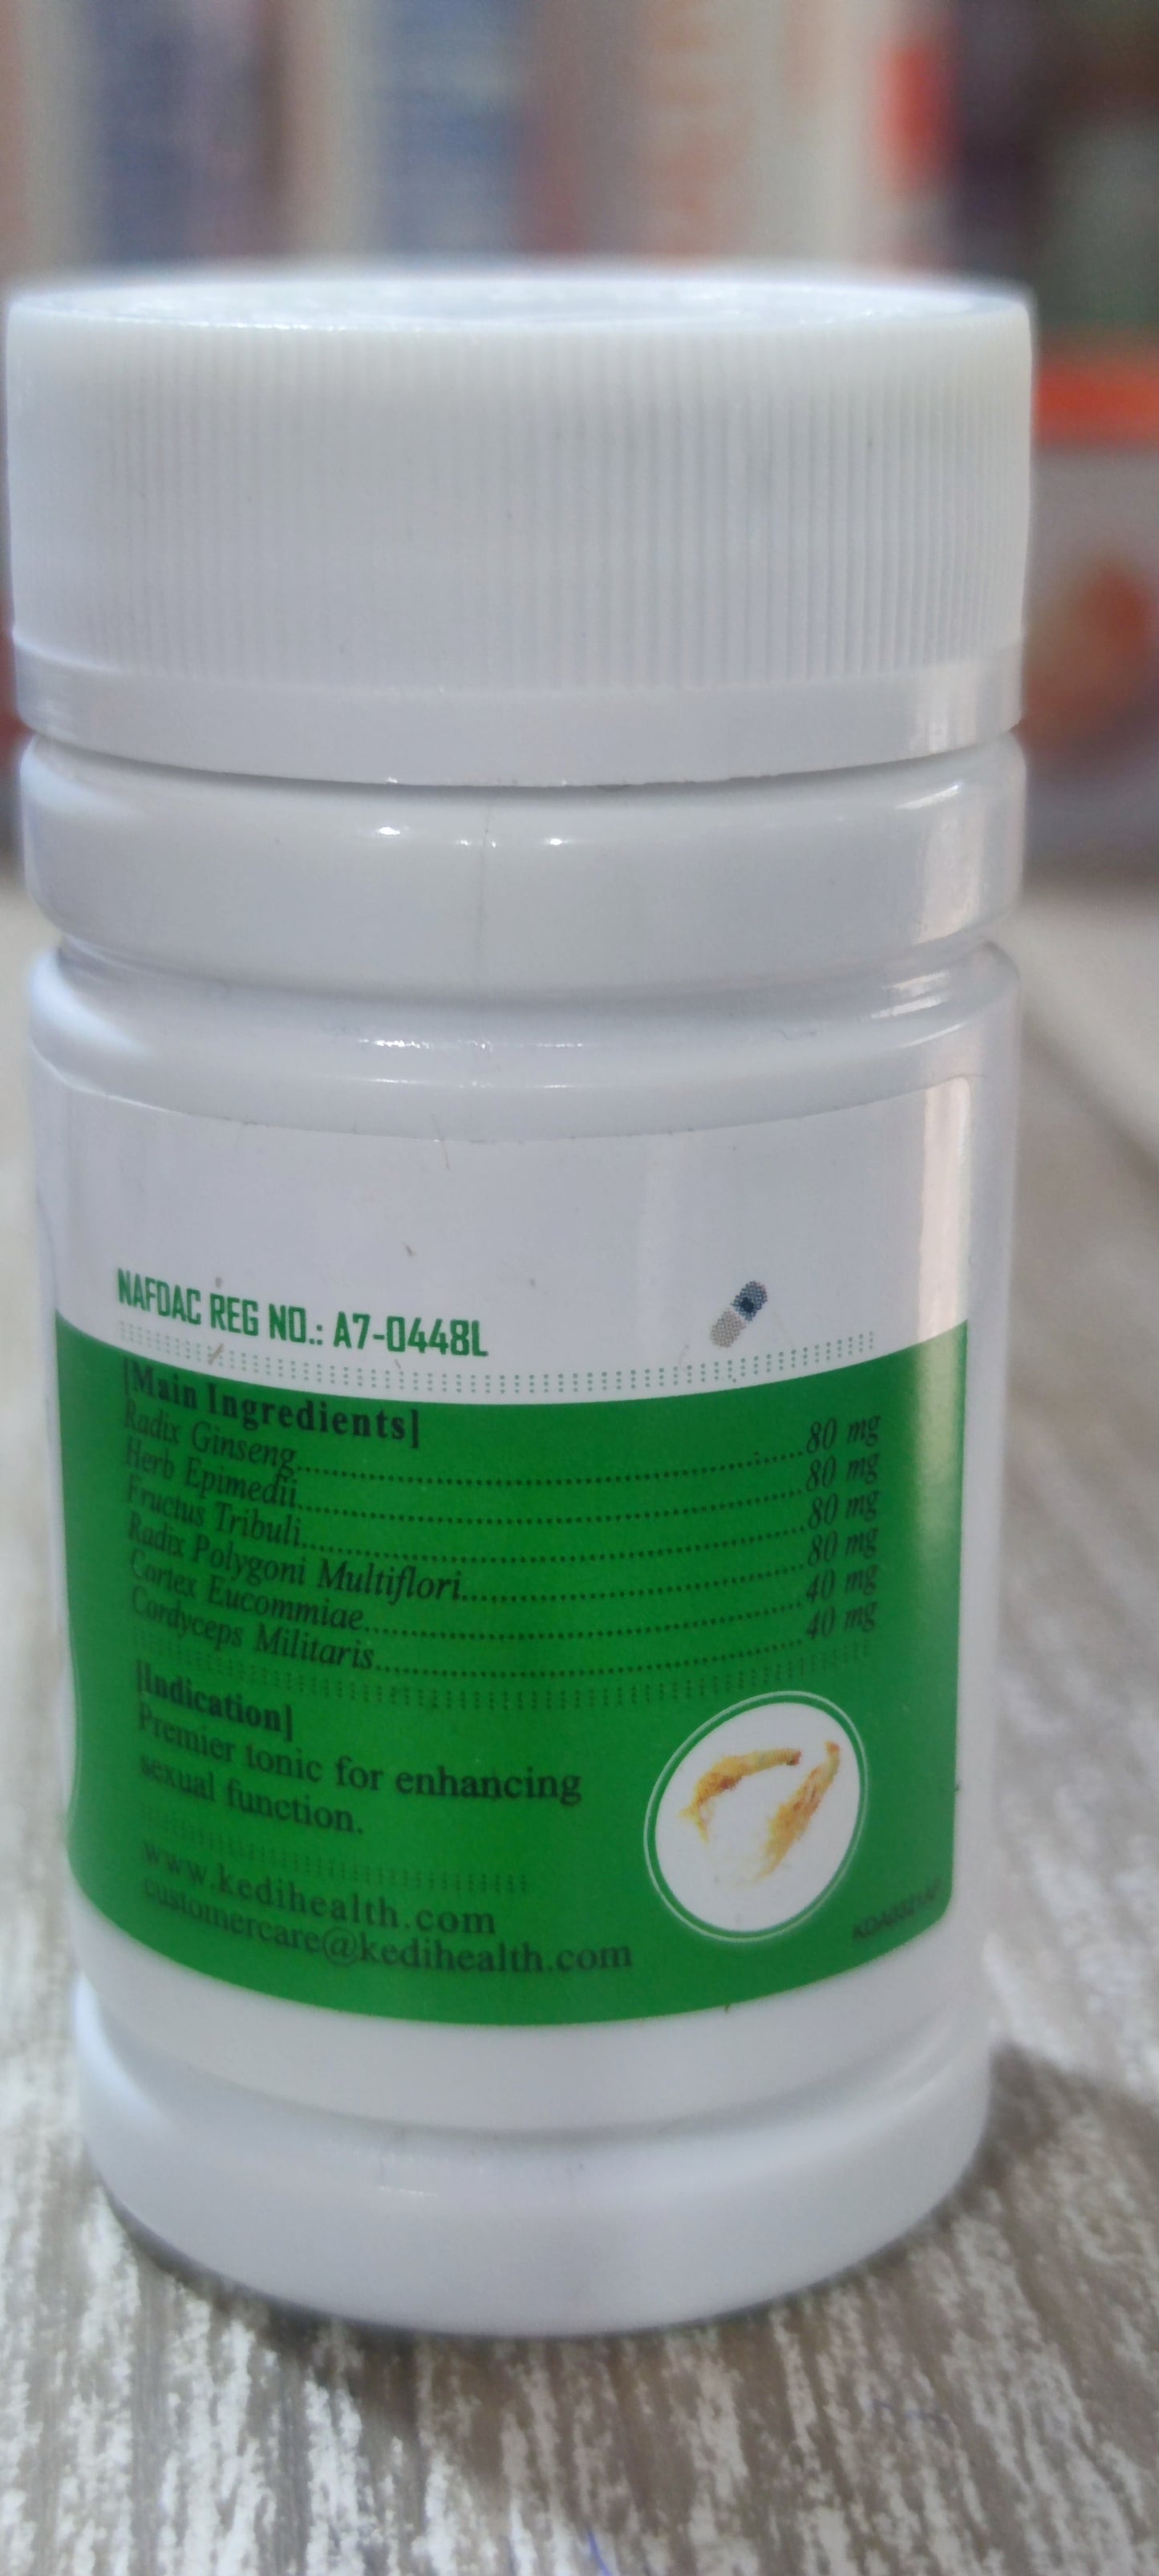 NAFDAC REG NO.: A7-0448L
[Main Ingredients]
Radix Ginseng..........80 mg
Herb Epimedii..........80 mg
Fructus Tribuli..........80 mg
Radix Polygoni Multiflori..........80 mg
Cortex Eucommiae..........40 mg
Cordyceps Militaris..........40 mg
[Indication]
Premier tonic for enhancing
sexual function.
www.kedihealth.com
customercare@kedihealth.com